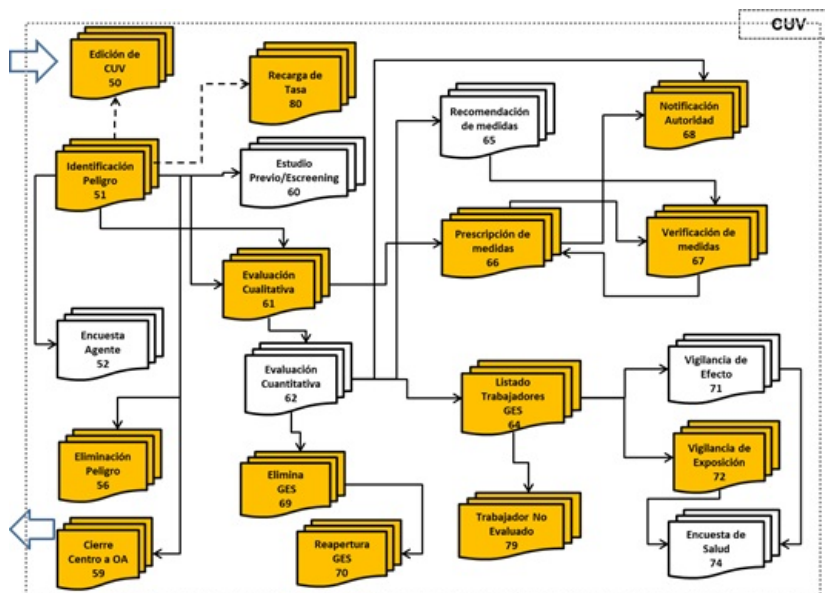 CUV
Edición de
CUV
50
Recarga de
Tasa
80
Recomendación
de medidas
65
Notificación
Autoridad
68
Identificación
Peligro
51
Estudio
Previo/Escreening
60
Prescripción de
medidas
66
Verificación de
medidas
67
Evaluación
Cualitativa
61
Encuesta
Agente
52
Evaluación
Cuantitativa
62
Listado
Trabajadores
GES
64
Vigilancia de
Efecto
71
Eliminación
Peligro
56
Elimina
GES
69
Vigilancia de
Exposición
72
Trabajador No
Evaluado
79
Cierre
Centro a OA
59
Reapertura
GES
70
Encuesta de
Salud
74